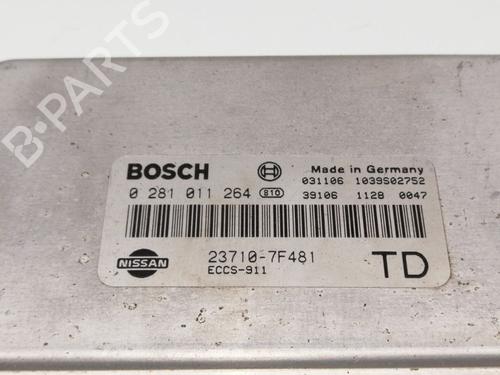 B-PARTS
BOSCH
Made in Germany
0 281 011 264 810
031106 1039S02752
39106 1128 0047
NISSAN
23710-7F481
ECCS-911
TD